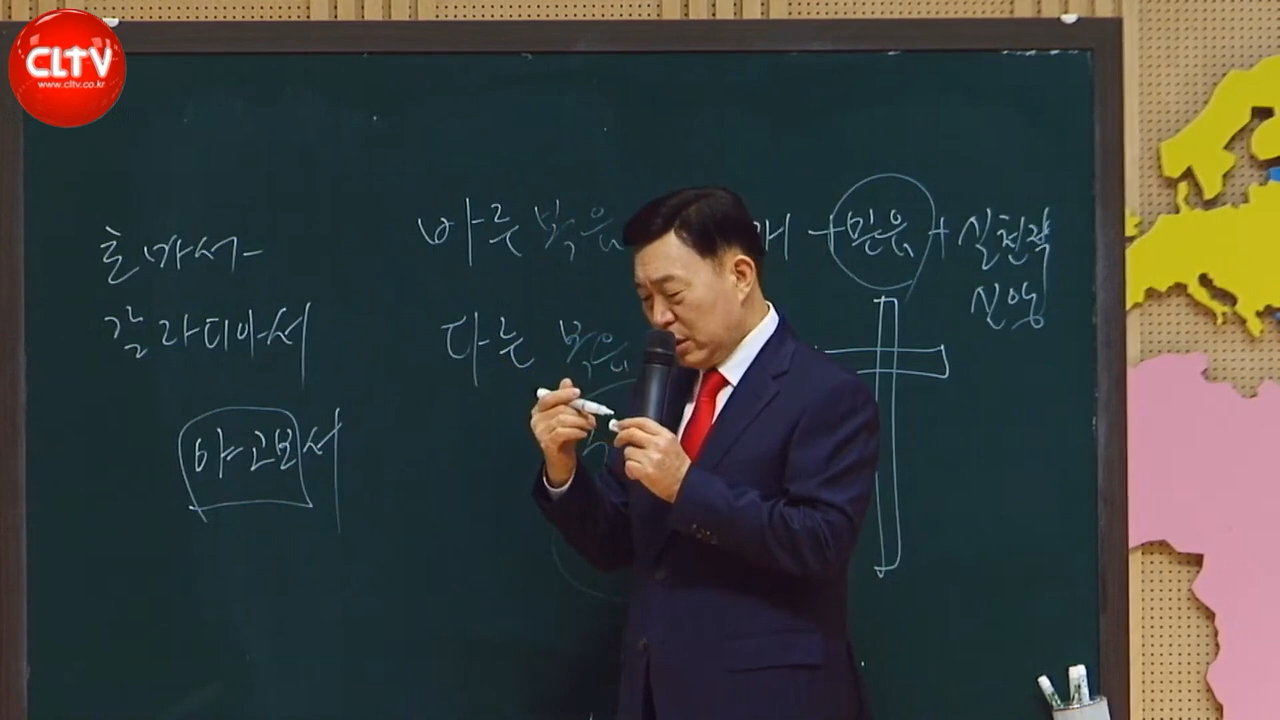 CLTV
www.cltv.co.kr
로마서
갈라디아서
야고보서
바른 복음
개 + 믿음 + 실천적
신앙
다른 복음